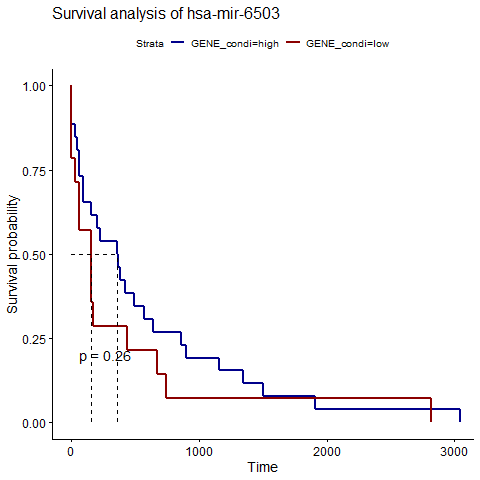 Survival analysis of hsa-mir-6503
Strata GENE_condi=high GENE_condi=low
1.00
0.75
0.50
0.25
0.00
Survival probability
p = 0.26
0 1000 2000 3000
Time